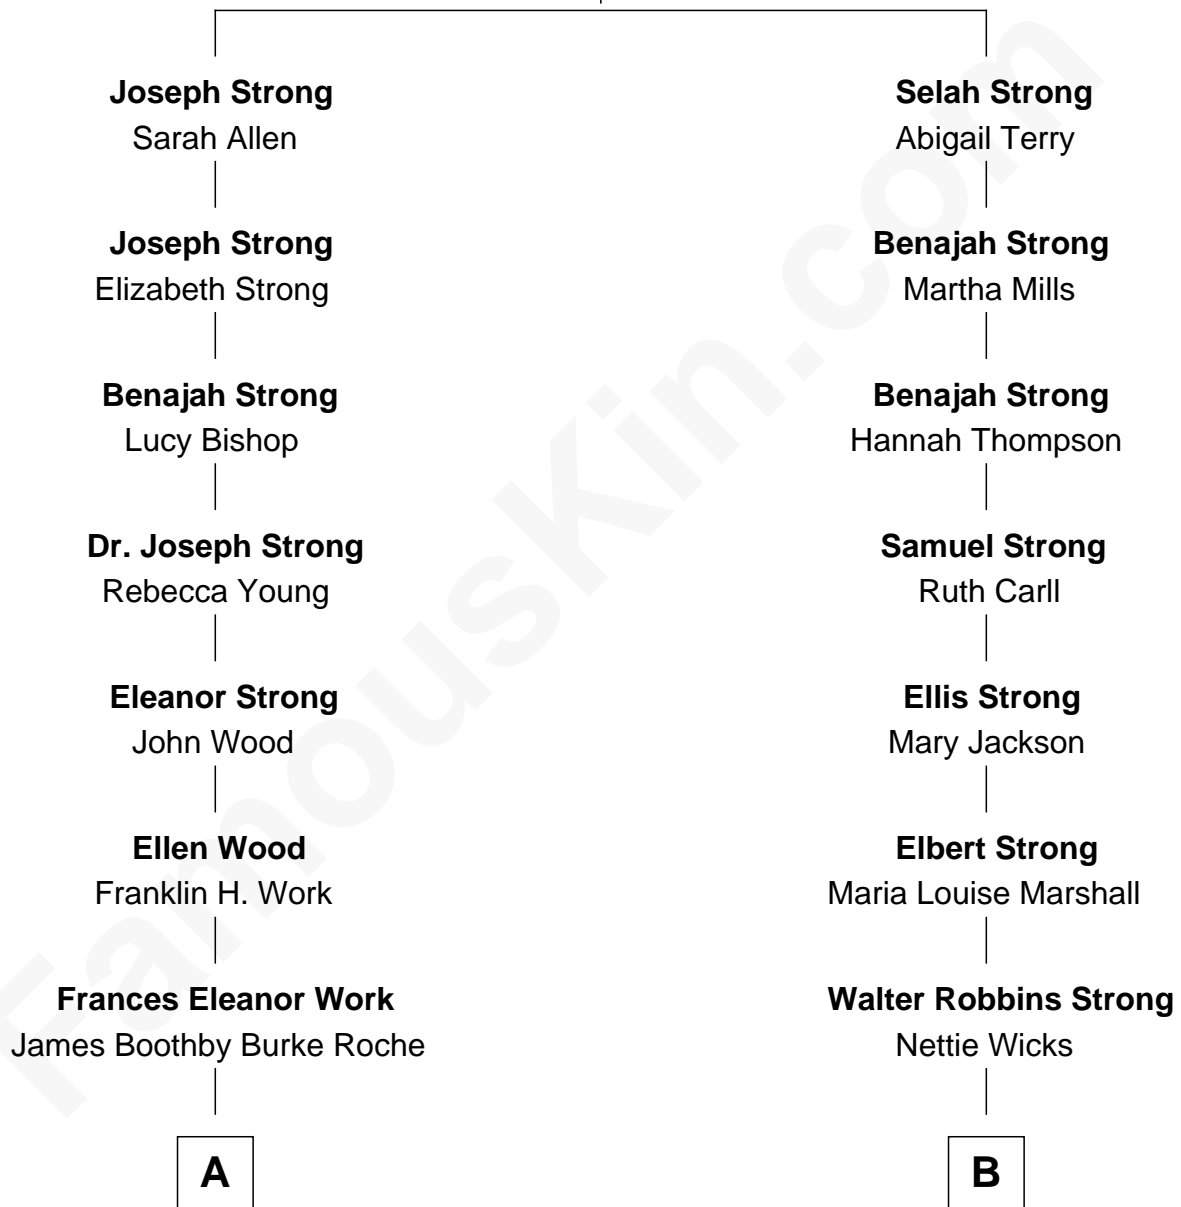 Joseph Strong
Sarah Allen
Joseph Strong
Elizabeth Strong
Benajah Strong
Lucy Bishop
Dr. Joseph Strong
Rebecca Young
Eleanor Strong
John Wood
Ellen Wood
Franklin H. Work
Frances Eleanor Work
James Boothby Burke Roche
A
Selah Strong
Abigail Terry
Benajah Strong
Martha Mills
Benajah Strong
Hannah Thompson
Samuel Strong
Ruth Carll
Ellis Strong
Mary Jackson
Elbert Strong
Maria Louise Marshall
Walter Robbins Strong
Nettie Wicks
B
FamousKin.com